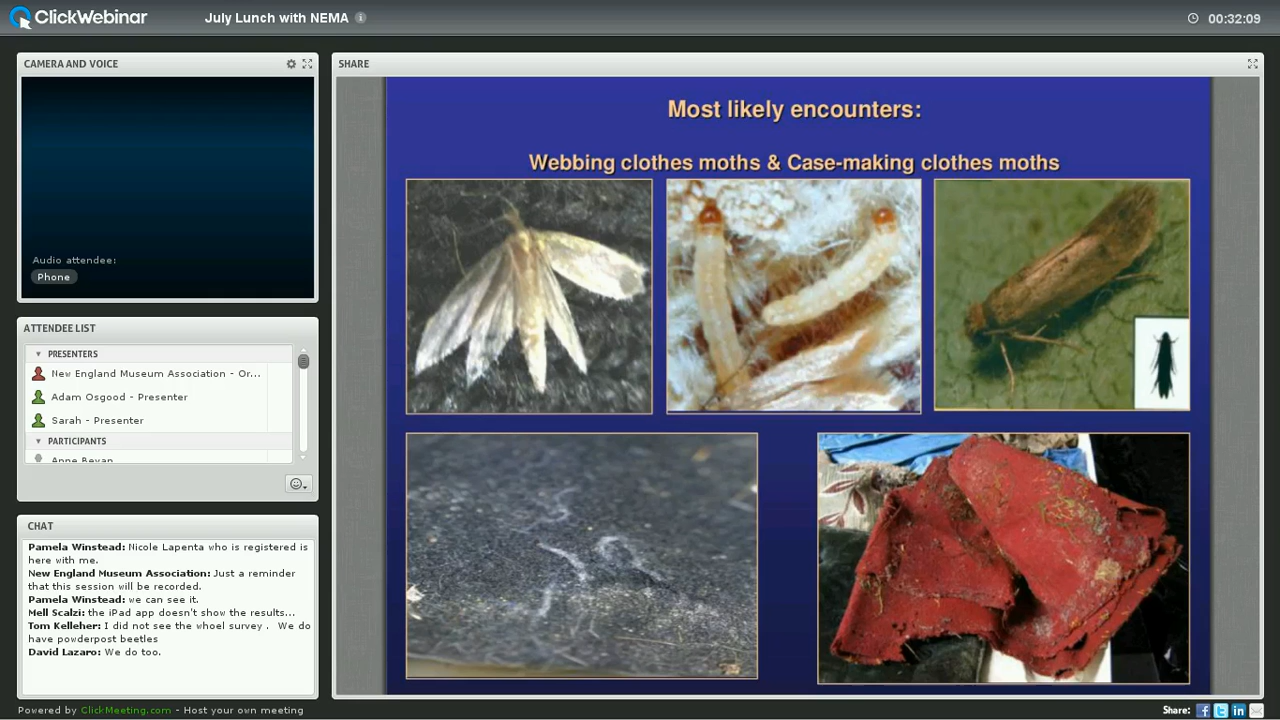 ClickWebinar
July Lunch with NEMA
00:32:09
CAMERA AND VOICE
Audio attendee:
Phone
ATTENDEE LIST
PRESENTERS
New England Museum Association - Or...
Adam Osgood - Presenter
Sarah - Presenter
PARTICIPANTS
Anne Bevan
CHAT
Pamela Winstead: Nicole Lapenta who is registered is
here with me.
New England Museum Association: Just a reminder
that this session will be recorded.
Pamela Winstead: we can see it.
Mell Scalzi: the iPad app doesn't show the results...
Tom Kelleher: I did not see the whoel survey . We do
have powderpost beetles
David Lazaro: We do too.
SHARE
Most likely encounters:
Webbing clothes moths & Case-making clothes moths
Powered by ClickMeeting.com - Host your own meeting
Share: